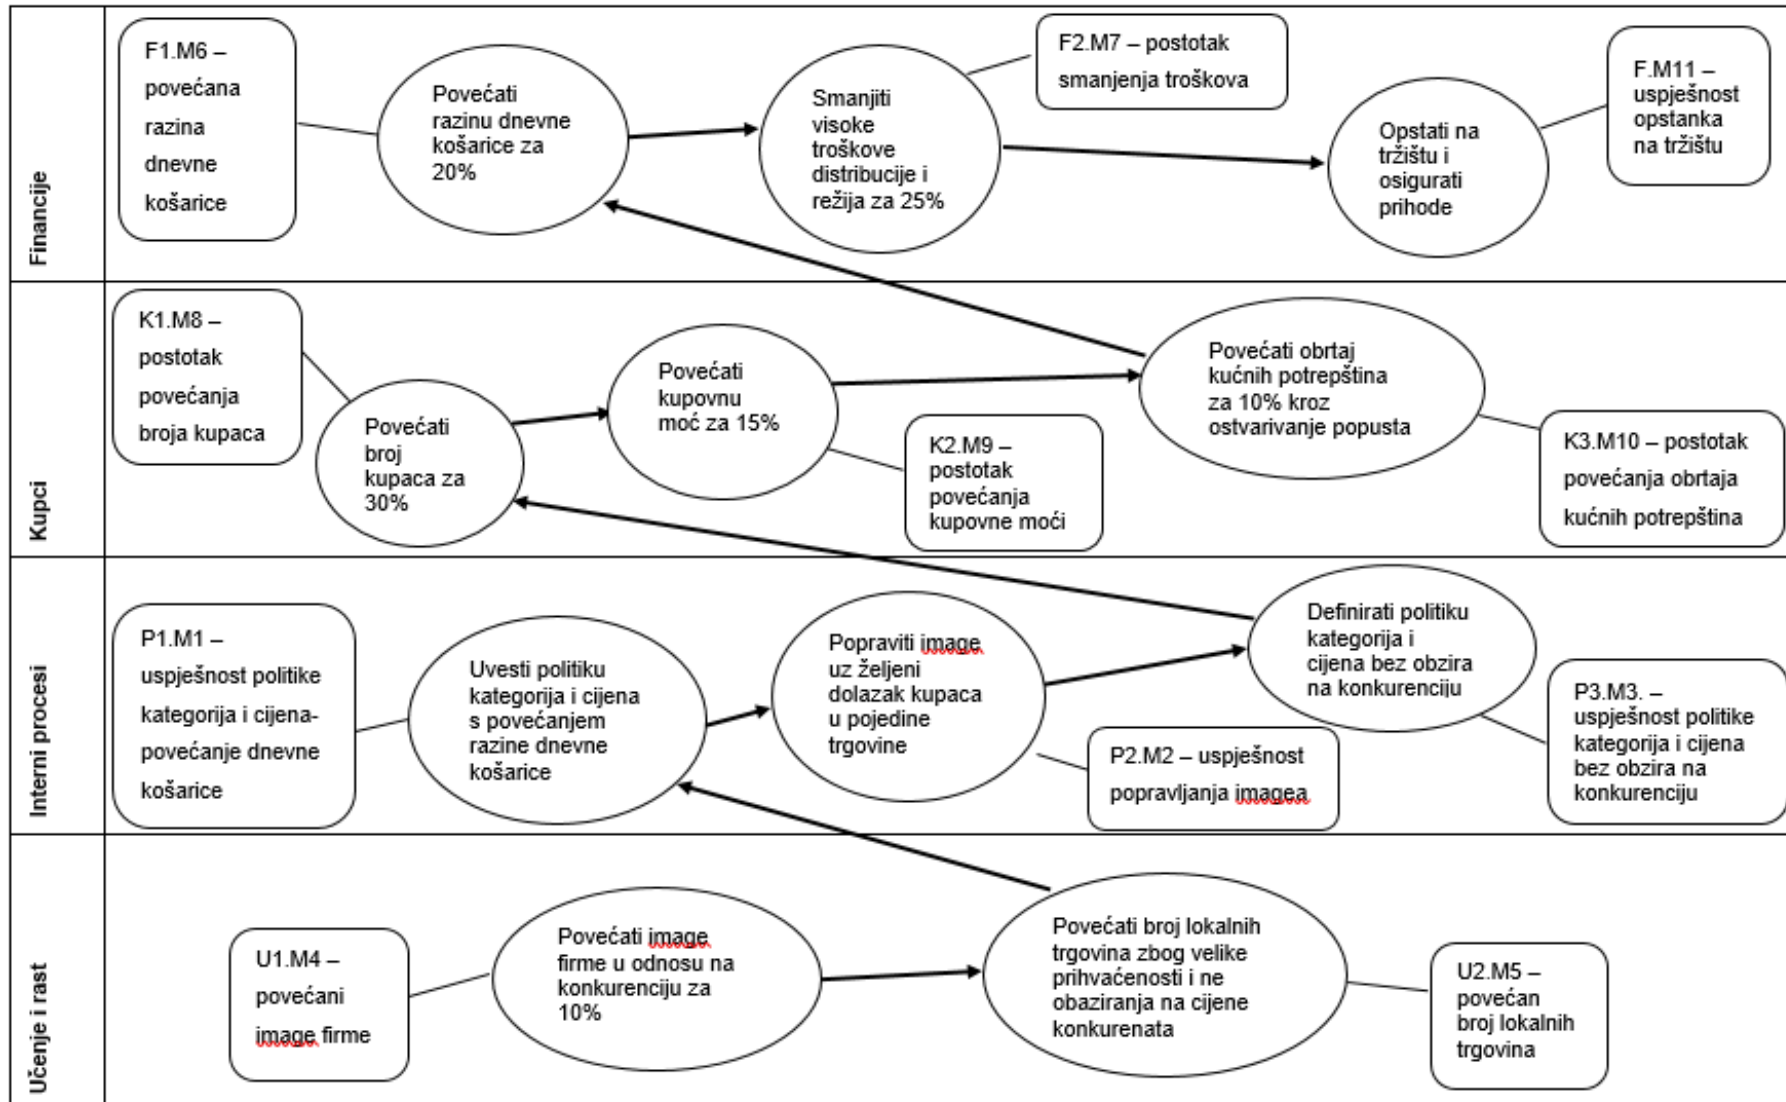 Financije
F1.M6 –
povećana
razina
dnevne
košarice
Povećati
razinu dnevne
košarice za
20%
Smanjiti
visoke
troškove
distribucije i
režija za 25%
F2.M7 – postotak
smanjenja troškova
Opstati na
tržištu i
osigurati
prihode
F.M11 –
uspješnost
opstanka
na tržištu
Kupci
K1.M8 –
postotak
povećanja
broja kupaca
Povećati
broj
kupaca za
30%
Povećati
kupovnu
moć za 15%
K2.M9 –
postotak
povećanja
kupovne moći
Povećati obrtaj
kućnih potrepština
za 10% kroz
ostvarivanje popusta
K3.M10 – postotak
povećanja obrtaja
kućnih potrepština
Interni procesi
P1.M1 –
uspješnost politike
kategorija i cijena-
povećanje dnevne
košarice
Uvesti politiku
kategorija i cijena
s povećanjem
razine dnevne
košarice
Popraviti image
uz željeni
dolazak kupaca
u pojedine
trgovine
P2.M2 – uspješnost
popravljanja imagea
Definirati politiku
kategorija i
cijena bez obzira
na konkurenciju
P3.M3. –
uspješnost politike
kategorija i cijena
bez obzira na
konkurenciju
Učenje i rast
U1.M4 –
povećani
image firme
Povećati image
firme u odnosu na
konkurenciju za
10%
Povećati broj lokalnih
trgovina zbog velike
prihvaćenosti i ne
obaziranja na cijene
konkurenata
U2.M5 –
povećan
broj lokalnih
trgovina